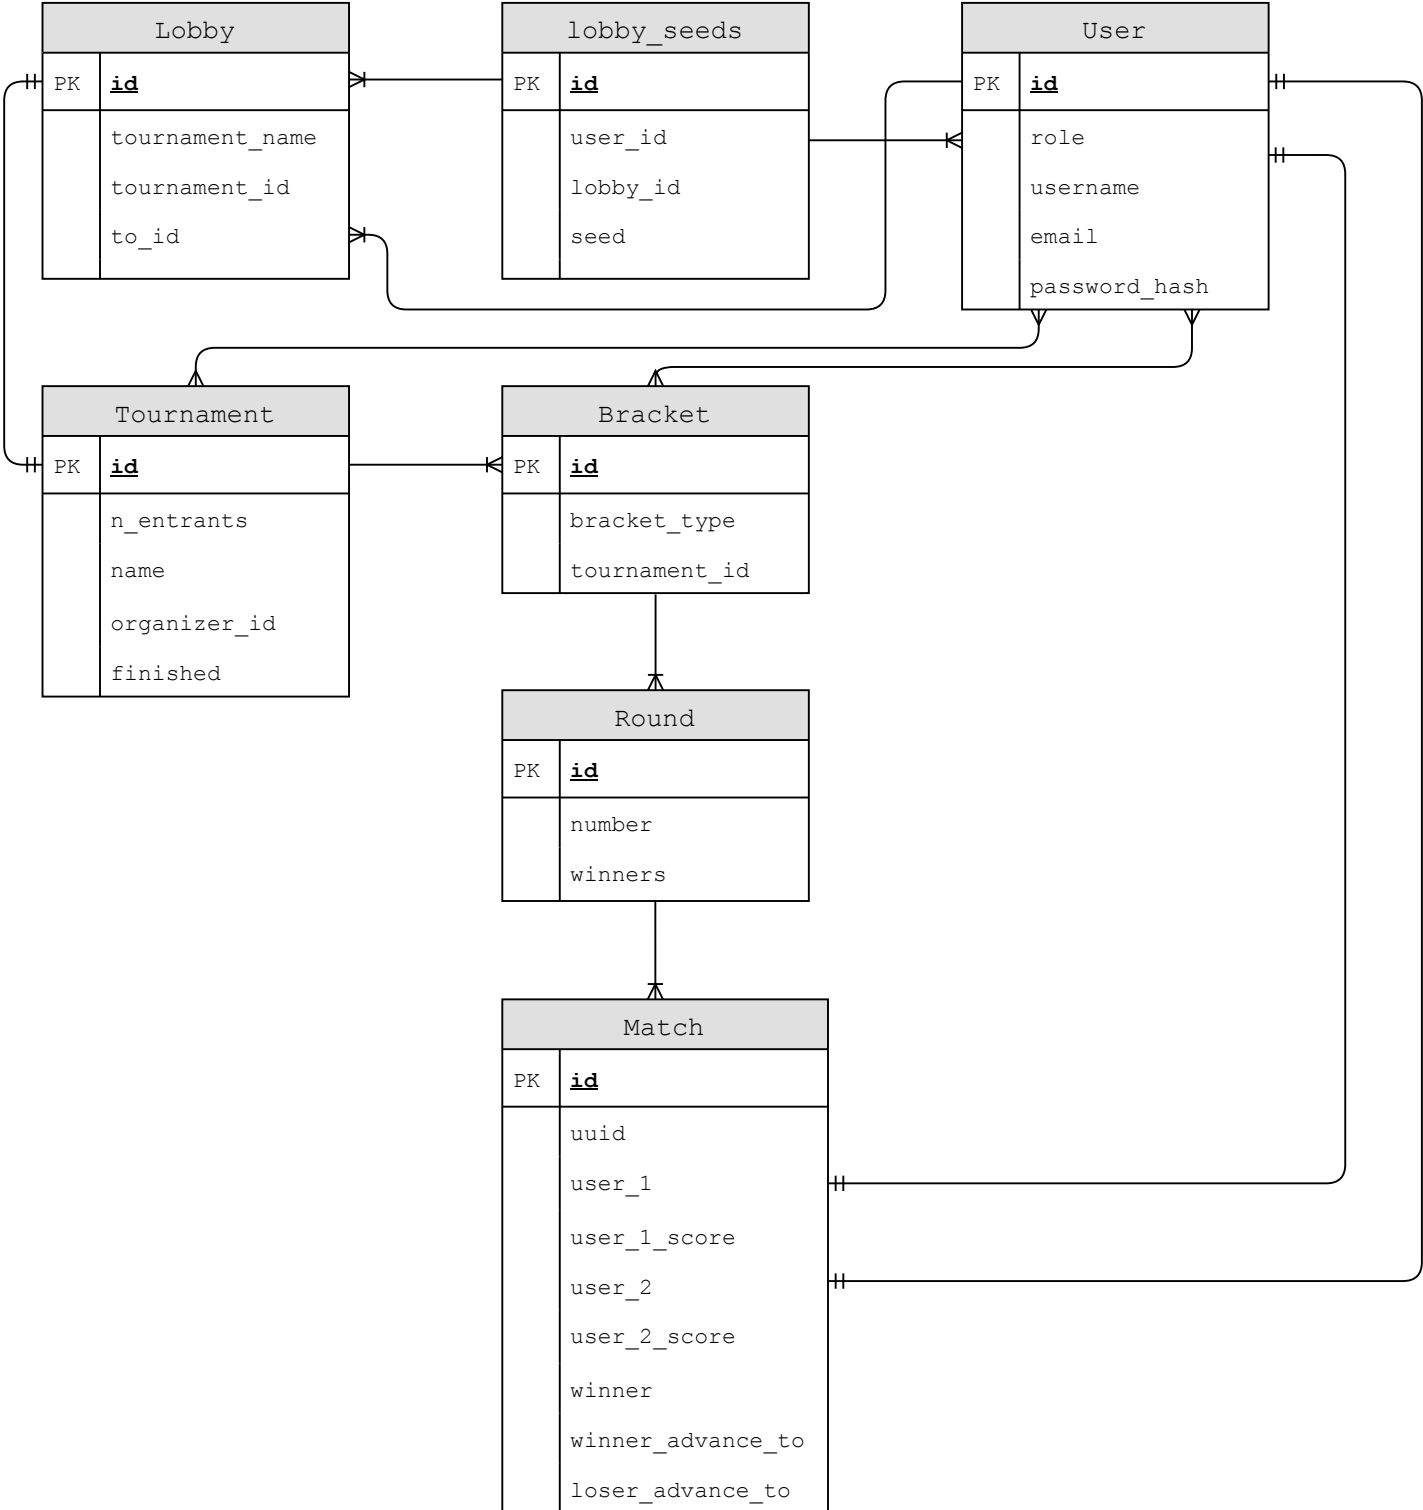 Lobby
PK id
tournament_name
tournament_id
to_id
lobby_seeds
PK id
user_id
lobby_id
seed
User
PK id
role
username
email
password_hash
Tournament
PK id
n_entrants
name
organizer_id
finished
Bracket
PK id
bracket_type
tournament_id
Round
PK id
number
winners
Match
PK id
uuid
user_1
user_1_score
user_2
user_2_score
winner
winner_advance_to
loser_advance_to